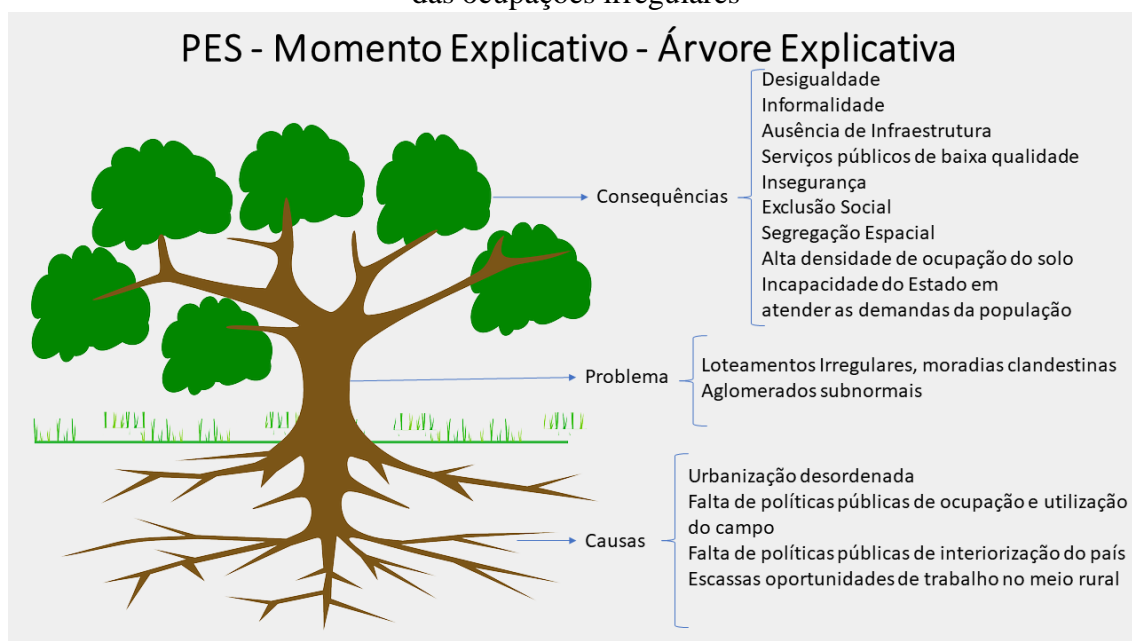 das ocupações irregulares
PES - Momento Explicativo - Árvore Explicativa
Desigualdade
Informalidade
Ausência de Infraestrutura
Serviços públicos de baixa qualidade
Consequências
Insegurança
Exclusão Social
Segregação Espacial
Alta densidade de ocupação do solo
Incapacidade do Estado em
atender as demandas da população
Problema
Loteamentos Irregulares, moradias clandestinas
Aglomerados subnormais
Causas
Urbanização desordenada
Falta de políticas públicas de ocupação e utilização
do campo
Falta de políticas públicas de interiorização do país
Escassas oportunidades de trabalho no meio rural